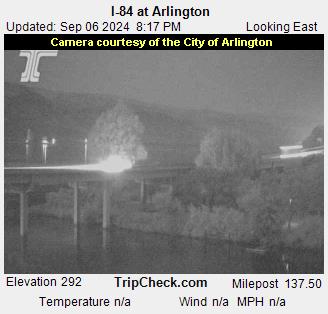 I-84 at Arlington
Updated: Sep 06 2024 8:17 PM Looking East
Camera courtesy of the City of Arlington
Elevation 292 TripCheck.com Milepost 137.50
Temperature n/a Wind n/a MPH n/a